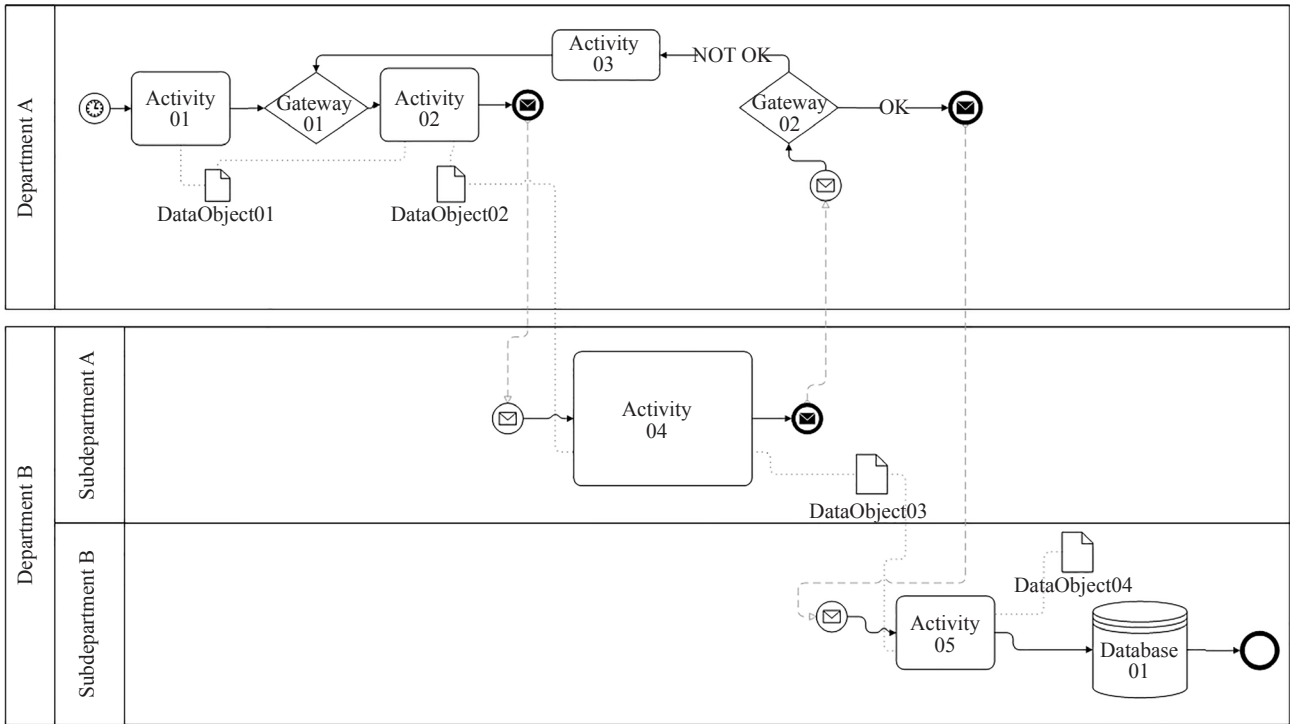 Department A
Activity
01
Gateway
01
Activity
02
Activity
03
NOT OK
Gateway
02
OK
DataObject01
DataObject02
Department B
Subdepartment A
Activity
04
DataObject03
Subdepartment B
Activity
05
DataObject04
Database
01